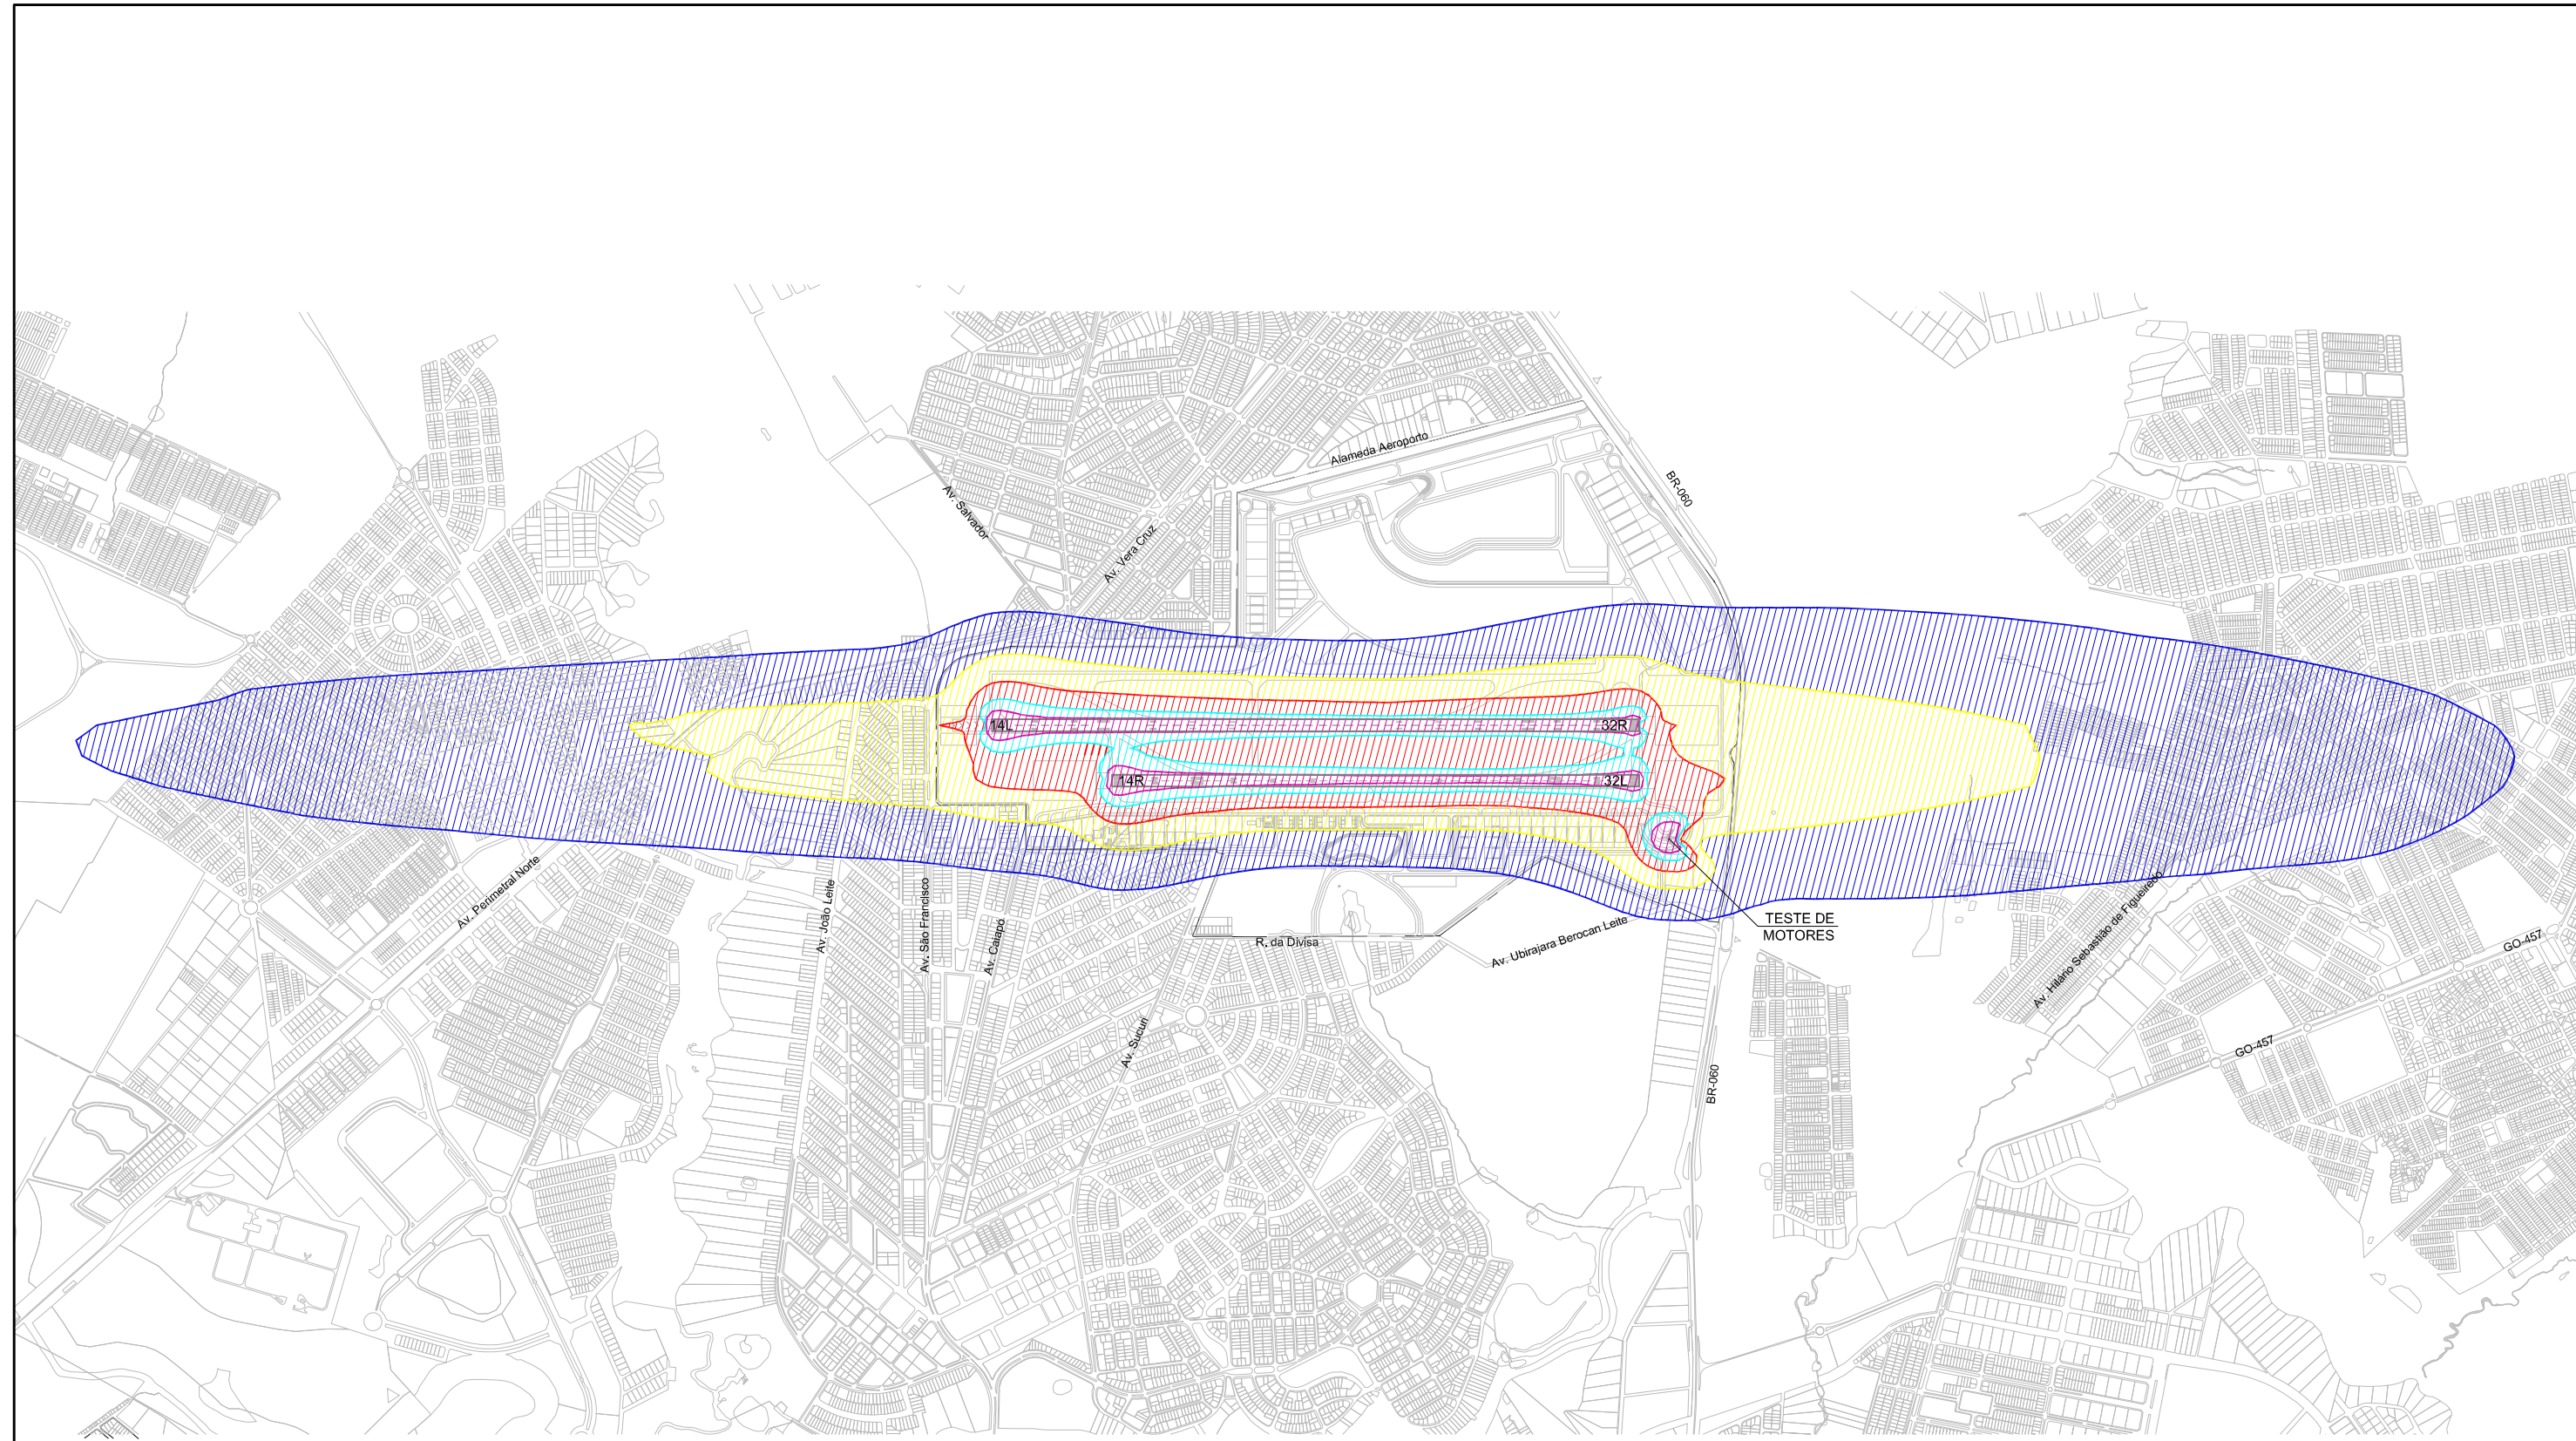 Alameda Aeroporto
BR-060
Av. Salvador
Av. Vera Cruz
14L
32R
14R
32L
TESTE DE
MOTORES
Av. Perimetral Norte
Av. João Leite
Av. São Francisco
Av. Caiapó
R. da Divisa
Av. Ubirajara Berocan Leite
Av. Hilário Sebastião de Figueiredo
GO-457
Av. Sucuri
GO-457
BR-060